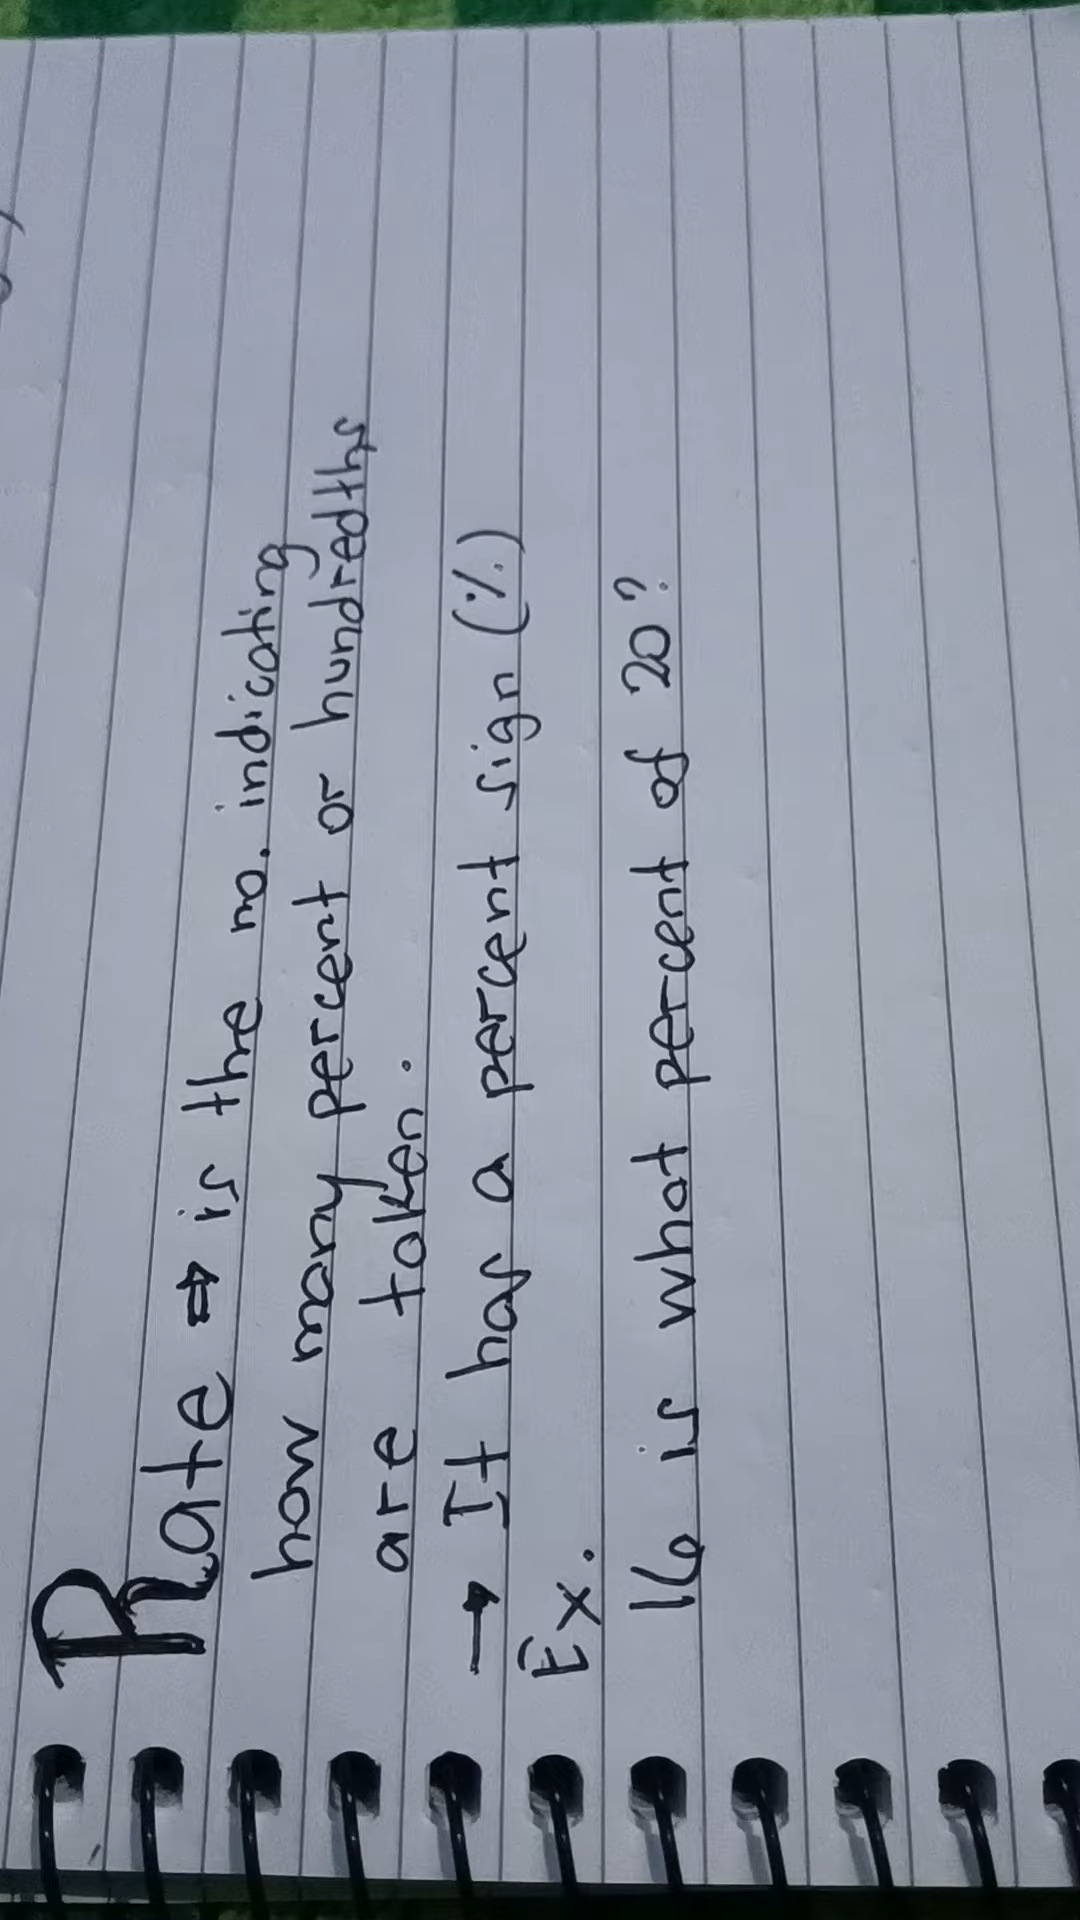 Rate ⇒ is the no. indicating
how many percent or hundredths
are taken.
→ It has a percent sign (%)
Ex.
16 is what percent of 20?